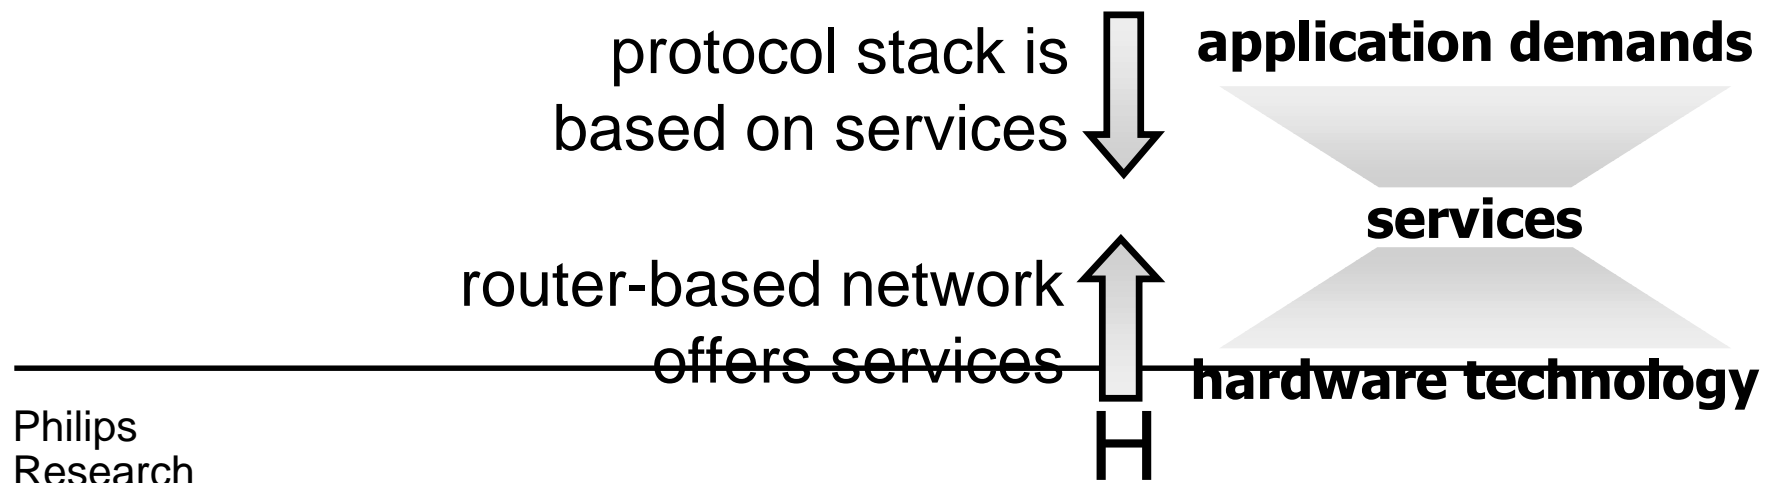 protocol stack is
based on services
application demands
services
router-based network
offers services
hardware technology
Philips
Research
H